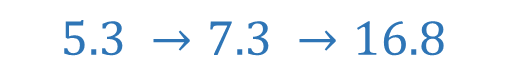 5.3 → 7.3 → 16.8